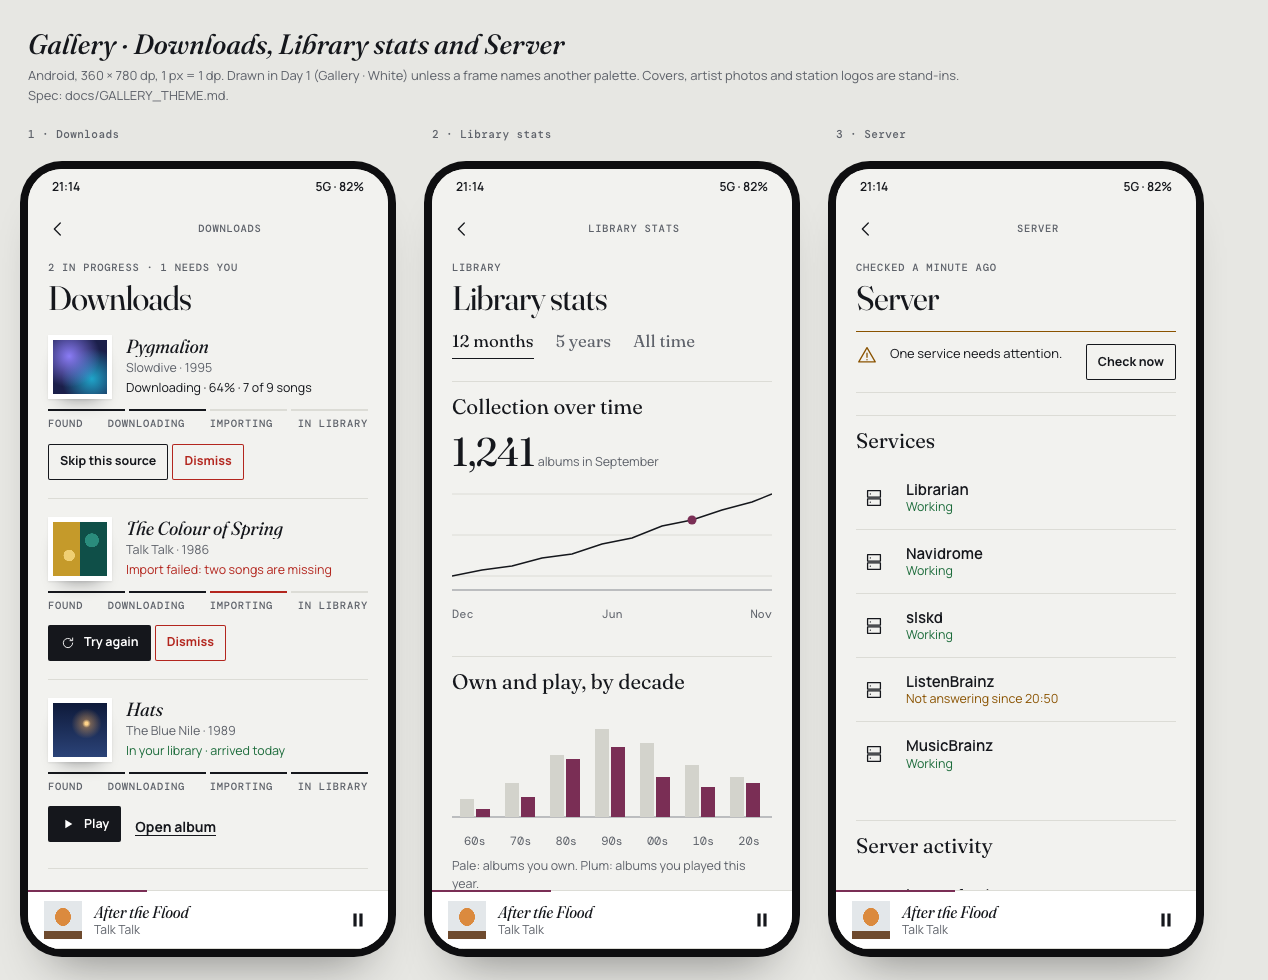 Gallery · Downloads, Library stats and Server
Android, 360 × 780 dp, 1 px = 1 dp. Drawn in Day 1 (Gallery · White) unless a frame names another palette. Covers, artist photos and station logos are stand-ins.
Spec: docs/GALLERY_THEME.md.
1 · Downloads
21:14
5G · 82%
DOWNLOADS
2 IN PROGRESS · 1 NEEDS YOU
Downloads
Pygmalion
Slowdive · 1995
Downloading · 64% · 7 of 9 songs
FOUND DOWNLOADING IMPORTING IN LIBRARY
Skip this source Dismiss
The Colour of Spring
Talk Talk · 1986
Import failed: two songs are missing
FOUND DOWNLOADING IMPORTING IN LIBRARY
Try again Dismiss
Hats
The Blue Nile · 1989
In your library · arrived today
FOUND DOWNLOADING IMPORTING IN LIBRARY
Play Open album
After the Flood
Talk Talk
2 · Library stats
21:14
5G · 82%
LIBRARY STATS
LIBRARY
Library stats
12 months 5 years All time
Collection over time
1,241 albums in September
Dec Jun Nov
Own and play, by decade
60s 70s 80s 90s 00s 10s 20s
Pale: albums you own. Plum: albums you played this
year.
After the Flood
Talk Talk
3 · Server
21:14
5G · 82%
SERVER
CHECKED A MINUTE AGO
Server
One service needs attention.
Check now
Services
Librarian
Working
Navidrome
Working
slskd
Working
ListenBrainz
Not answering since 20:50
MusicBrainz
Working
Server activity
After the Flood
Talk Talk